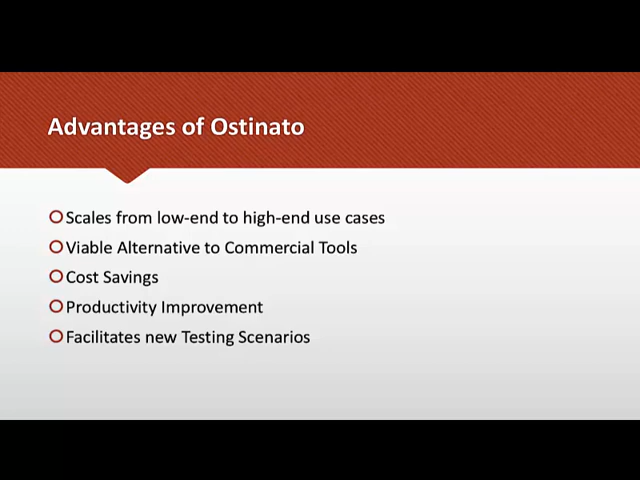 Advantages of Ostinato
Scales from low-end to high-end use cases
Viable Alternative to Commercial Tools
Cost Savings
Productivity Improvement
Facilitates new Testing Scenarios